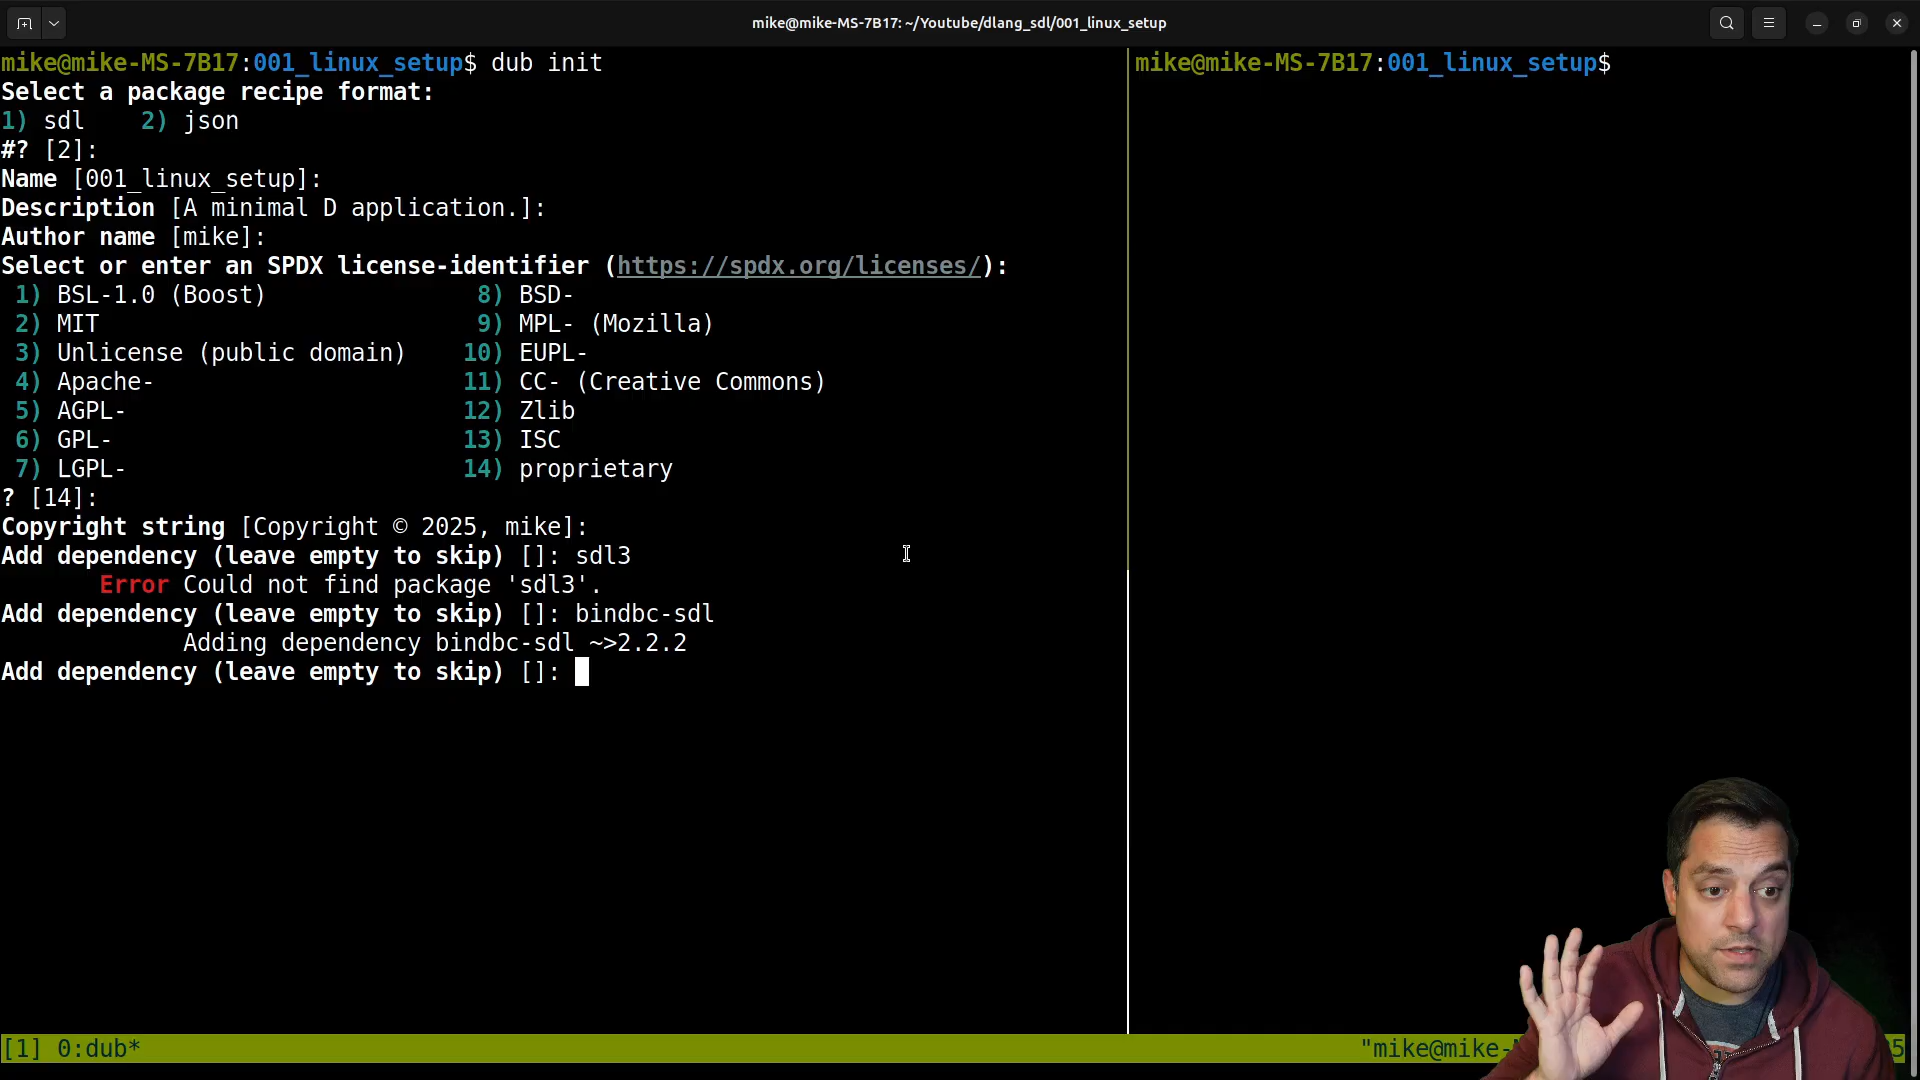 mike@mike-MS-7B17: ~/Youtube/dlang_sdl/001_linux_setup
mike@mike-MS-7B17:001_linux_setup$ dub init
Select a package recipe format:
1) sdl    2) json
#? [2]:
Name [001_linux_setup]:
Description [A minimal D application.]:
Author name [mike]:
Select or enter an SPDX license-identifier (https://spdx.org/licenses/):
1) BSL-1.0 (Boost)    8) BSD-
2) MIT    9) MPL- (Mozilla)
3) Unlicense (public domain)    10) EUPL-
4) Apache-    11) CC- (Creative Commons)
5) AGPL-    12) Zlib
6) GPL-    13) ISC
7) LGPL-    14) proprietary
? [14]:
Copyright string [Copyright © 2025, mike]:
Add dependency (leave empty to skip) []: sdl3
Error Could not find package 'sdl3'.
Add dependency (leave empty to skip) []: bindbc-sdl
Adding dependency bindbc-sdl ~>2.2.2
Add dependency (leave empty to skip) []:
mike@mike-MS-7B17:001_linux_setup$
[1] 0:dub*    "mike@mike-